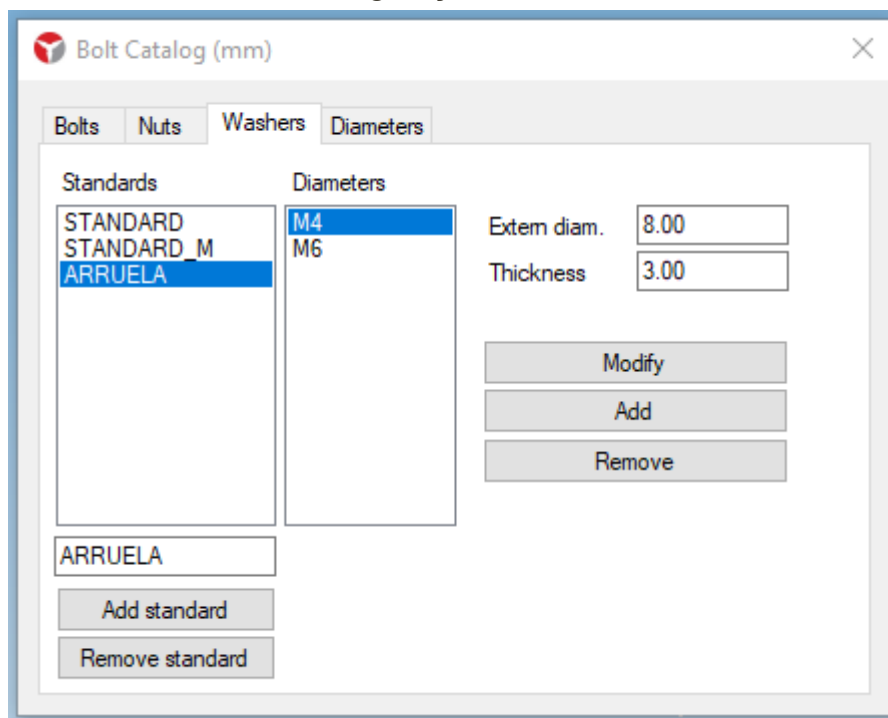 Bolt Catalog (mm)
Bolts Nuts Washers Diameters
Standards Diameters
STANDARD M4 Extern diam. 8.00
STANDARD_M M6
ARRUELA Thickness 3.00
Modify
Add
Remove
ARRUELA
Add standard
Remove standard